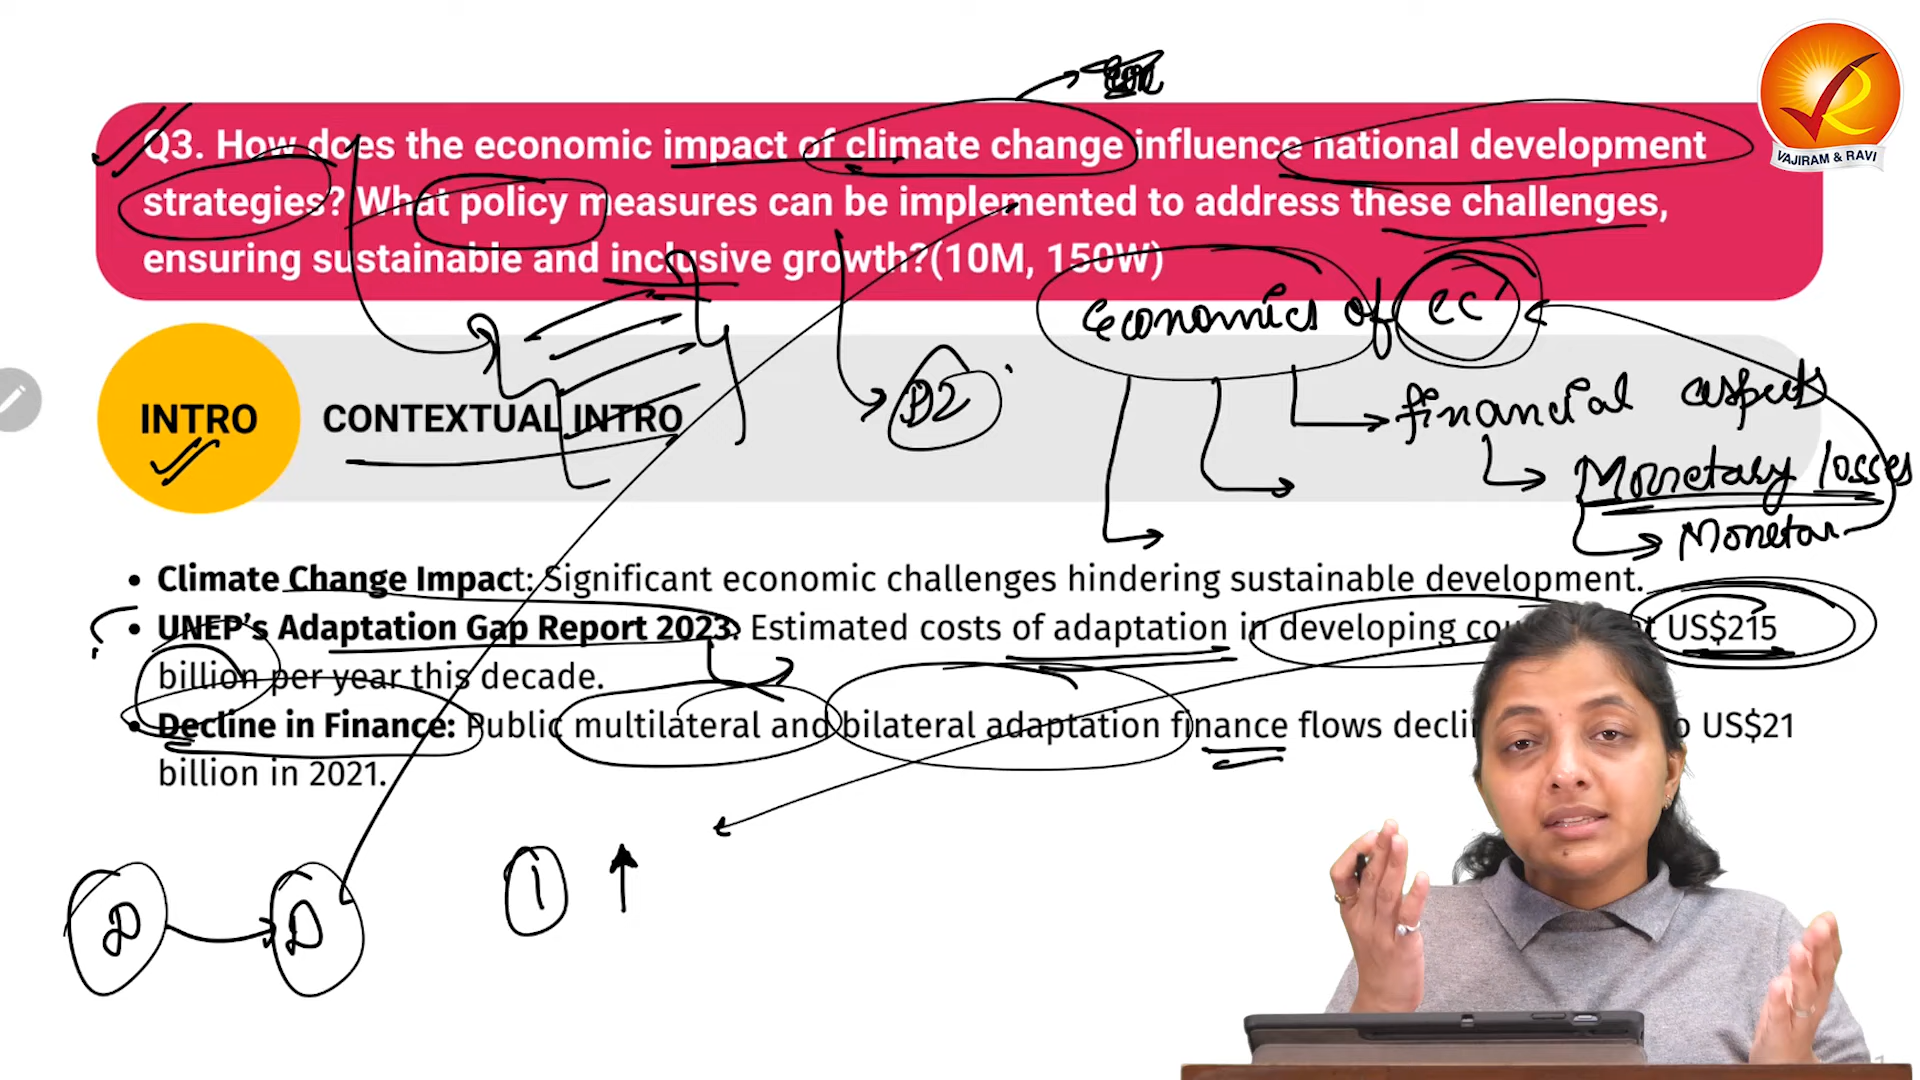 VAJIRAM & RAVI
Q3. How does the economic impact of climate change influence national development
strategies? What policy measures can be implemented to address these challenges,
ensuring sustainable and inclusive growth?(10M, 150W)
Economics of CC
D2
INTRO
CONTEXTUAL INTRO
financial aspects
Monetary losses
Monetar
• Climate Change Impact: Significant economic challenges hindering sustainable development.
• UNEP's Adaptation Gap Report 2023: Estimated costs of adaptation in developing US$215
billion per year this decade.
• Decline in Finance: Public multilateral and bilateral adaptation finance flows US$21
billion in 2021.
D D